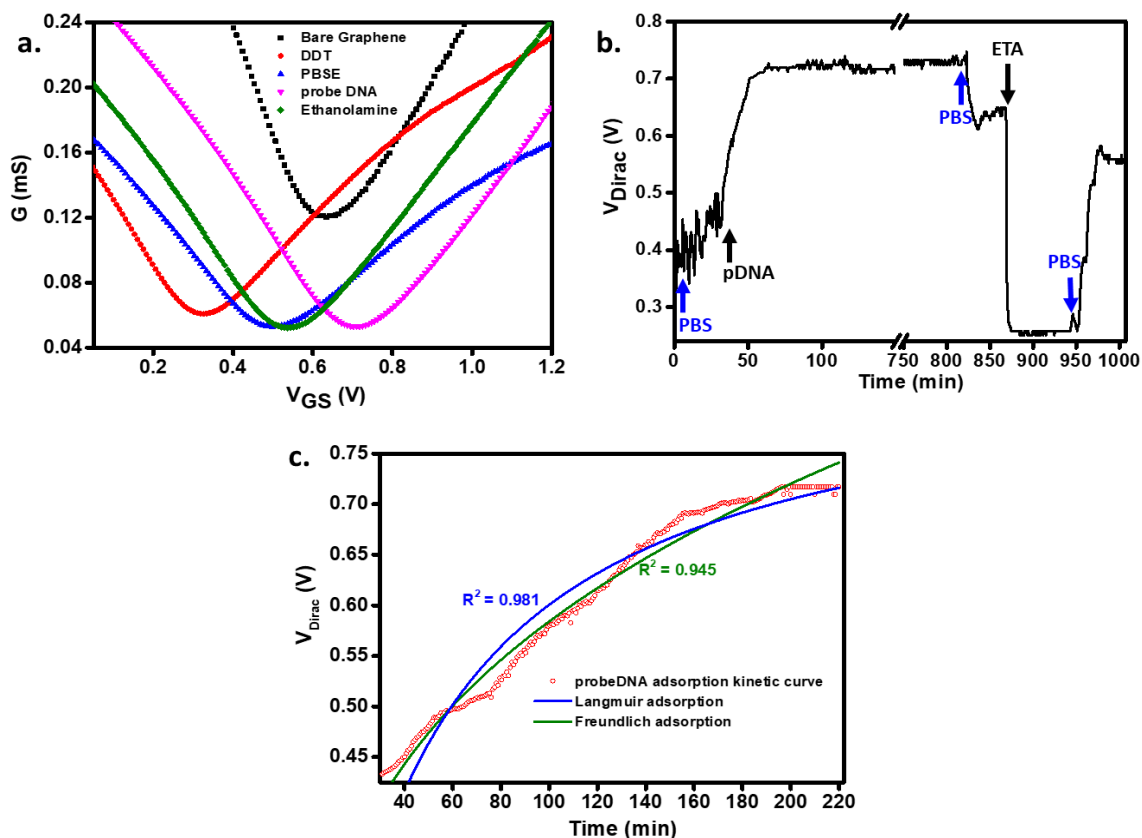 a.
0.24
0.20
0.16
0.12
0.08
0.04
G (mS)
Bare Graphene
DDT
PBSE
probe DNA
Ethanolamine
0.2 0.4 0.6 0.8 1.0 1.2
VGS (V)
b.
0.8
0.7
0.6
0.5
0.4
0.3
VDirac (V)
ETA
PBS
pDNA
PBS
PBS
0 50 100 750 800 850 900 950 1000
Time (min)
c.
0.75
0.70
0.65
0.60
0.55
0.50
0.45
VDirac (V)
R2 = 0.981
R2 = 0.945
probeDNA adsorption kinetic curve
Langmuir adsorption
Freundlich adsorption
40 60 80 100 120 140 160 180 200 220
Time (min)